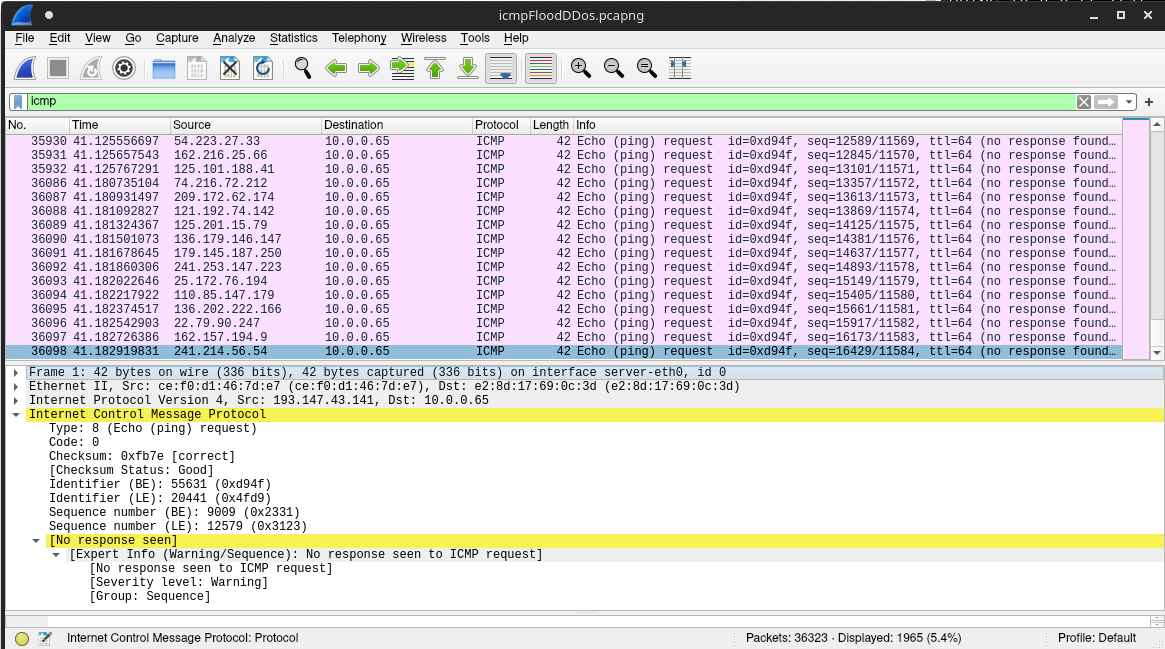 icmpFloodDDos.pcapng
File Edit View Go Capture Analyze Statistics Telephony Wireless Tools Help
icmp
No. Time Source Destination Protocol Length Info
35930 41.125556697 54.223.27.33 10.0.0.65 ICMP 42 Echo (ping) request id=0xd94f, seq=12589/11569, ttl=64 (no response found…
35931 41.125657543 162.216.25.66 10.0.0.65 ICMP 42 Echo (ping) request id=0xd94f, seq=12845/11570, ttl=64 (no response found…
35932 41.125767291 125.101.188.41 10.0.0.65 ICMP 42 Echo (ping) request id=0xd94f, seq=13101/11571, ttl=64 (no response found…
36086 41.180735104 74.216.72.212 10.0.0.65 ICMP 42 Echo (ping) request id=0xd94f, seq=13357/11572, ttl=64 (no response found…
36087 41.180931497 209.172.62.174 10.0.0.65 ICMP 42 Echo (ping) request id=0xd94f, seq=13613/11573, ttl=64 (no response found…
36088 41.181092827 121.192.74.142 10.0.0.65 ICMP 42 Echo (ping) request id=0xd94f, seq=13869/11574, ttl=64 (no response found…
36089 41.181324367 125.201.15.79 10.0.0.65 ICMP 42 Echo (ping) request id=0xd94f, seq=14125/11575, ttl=64 (no response found…
36090 41.181501073 136.179.146.147 10.0.0.65 ICMP 42 Echo (ping) request id=0xd94f, seq=14381/11576, ttl=64 (no response found…
36091 41.181678645 179.145.187.250 10.0.0.65 ICMP 42 Echo (ping) request id=0xd94f, seq=14637/11577, ttl=64 (no response found…
36092 41.181860306 241.253.147.223 10.0.0.65 ICMP 42 Echo (ping) request id=0xd94f, seq=14893/11578, ttl=64 (no response found…
36093 41.182022646 25.172.76.194 10.0.0.65 ICMP 42 Echo (ping) request id=0xd94f, seq=15149/11579, ttl=64 (no response found…
36094 41.182217922 110.85.147.179 10.0.0.65 ICMP 42 Echo (ping) request id=0xd94f, seq=15405/11580, ttl=64 (no response found…
36095 41.182374517 136.202.222.166 10.0.0.65 ICMP 42 Echo (ping) request id=0xd94f, seq=15661/11581, ttl=64 (no response found…
36096 41.182542903 22.79.90.247 10.0.0.65 ICMP 42 Echo (ping) request id=0xd94f, seq=15917/11582, ttl=64 (no response found…
36097 41.182726386 162.157.194.9 10.0.0.65 ICMP 42 Echo (ping) request id=0xd94f, seq=16173/11583, ttl=64 (no response found…
36098 41.182919831 241.214.56.54 10.0.0.65 ICMP 42 Echo (ping) request id=0xd94f, seq=16429/11584, ttl=64 (no response found…
Frame 1: 42 bytes on wire (336 bits), 42 bytes captured (336 bits) on interface server-eth0, id 0
Ethernet II, Src: ce:f0:d1:46:7d:e7 (ce:f0:d1:46:7d:e7), Dst: e2:8d:17:69:0c:3d (e2:8d:17:69:0c:3d)
Internet Protocol Version 4, Src: 193.147.43.141, Dst: 10.0.0.65
Internet Control Message Protocol
Type: 8 (Echo (ping) request)
Code: 0
Checksum: 0xfb7e [correct]
[Checksum Status: Good]
Identifier (BE): 55631 (0xd94f)
Identifier (LE): 20441 (0x4fd9)
Sequence number (BE): 9009 (0x2331)
Sequence number (LE): 12579 (0x3123)
[No response seen]
[Expert Info (Warning/Sequence): No response seen to ICMP request]
[No response seen to ICMP request]
[Severity level: Warning]
[Group: Sequence]
Internet Control Message Protocol: Protocol
Packets: 36323 · Displayed: 1965 (5.4%)
Profile: Default